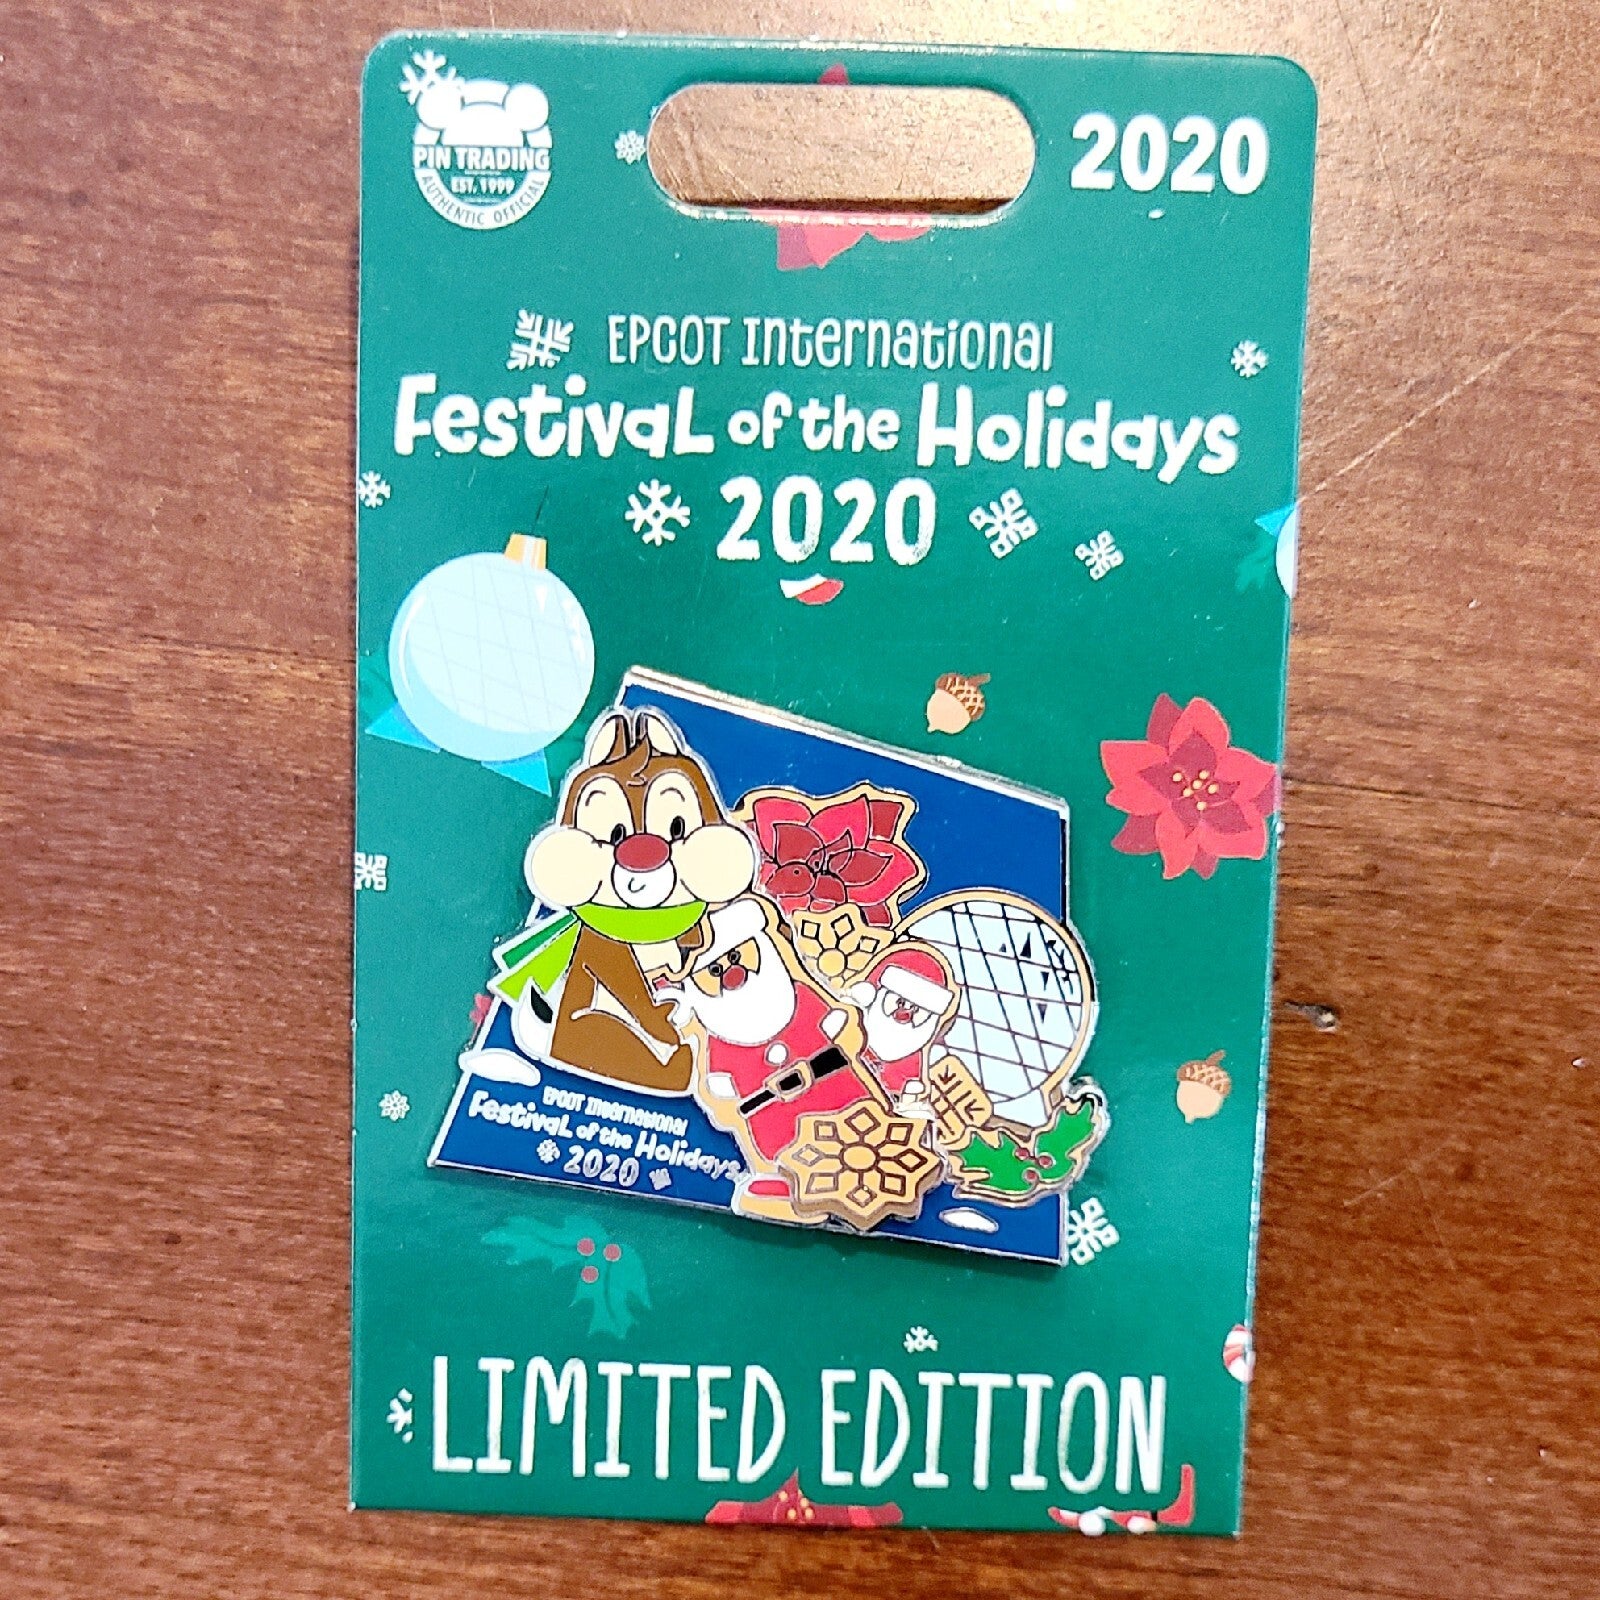 PIN TRADING
EST. 1999
AUTHENTIC OFFICIAL
2020
EPCOT International
Festival of the Holidays
2020
EPCOT International
Festival of the Holidays
2020
LIMITED EDITION